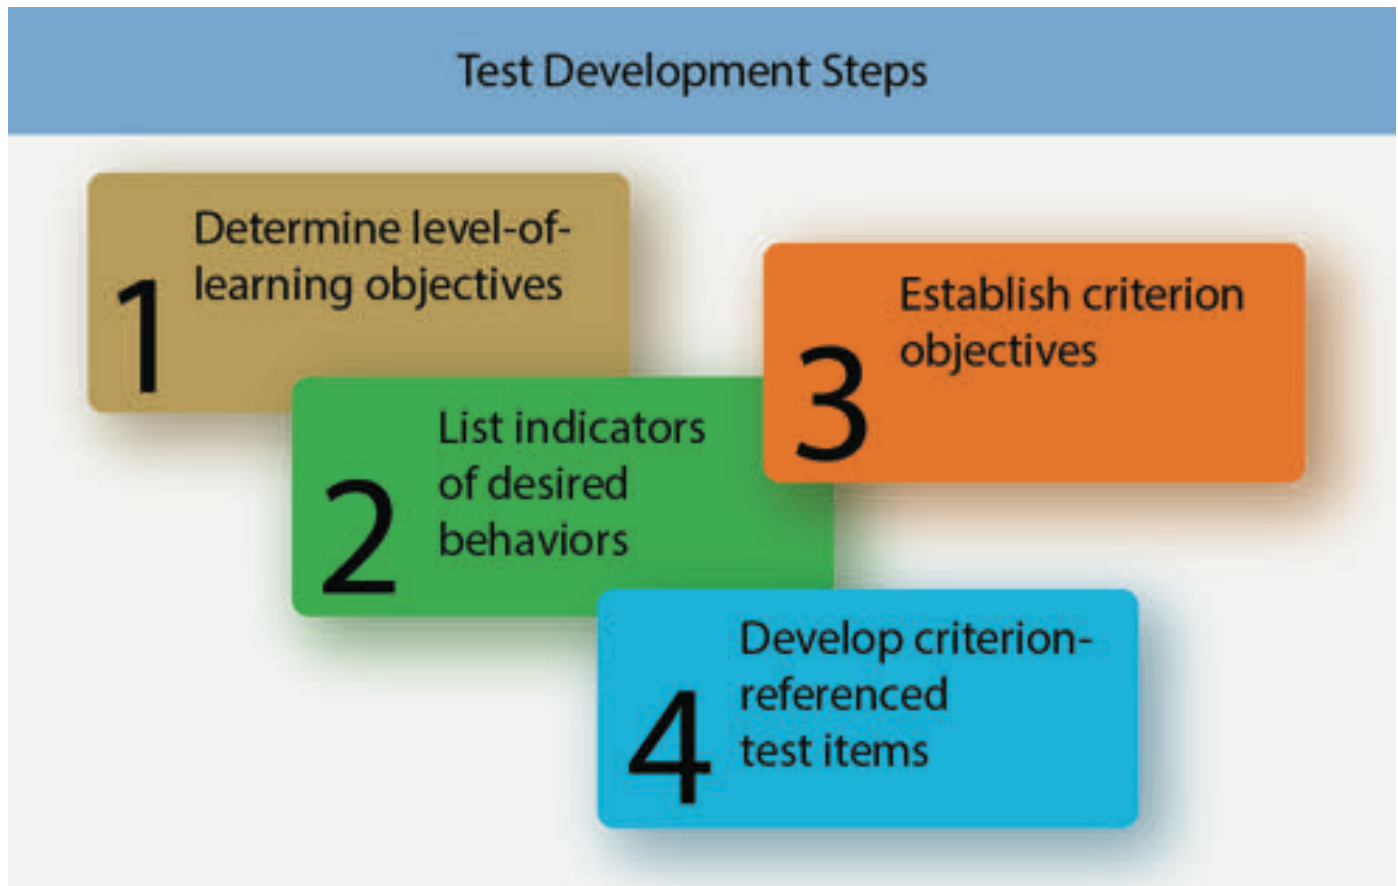 Test Development Steps
1
Determine level-of-
learning objectives
2
List indicators
of desired
behaviors
3
Establish criterion
objectives
4
Develop criterion-
referenced
test items